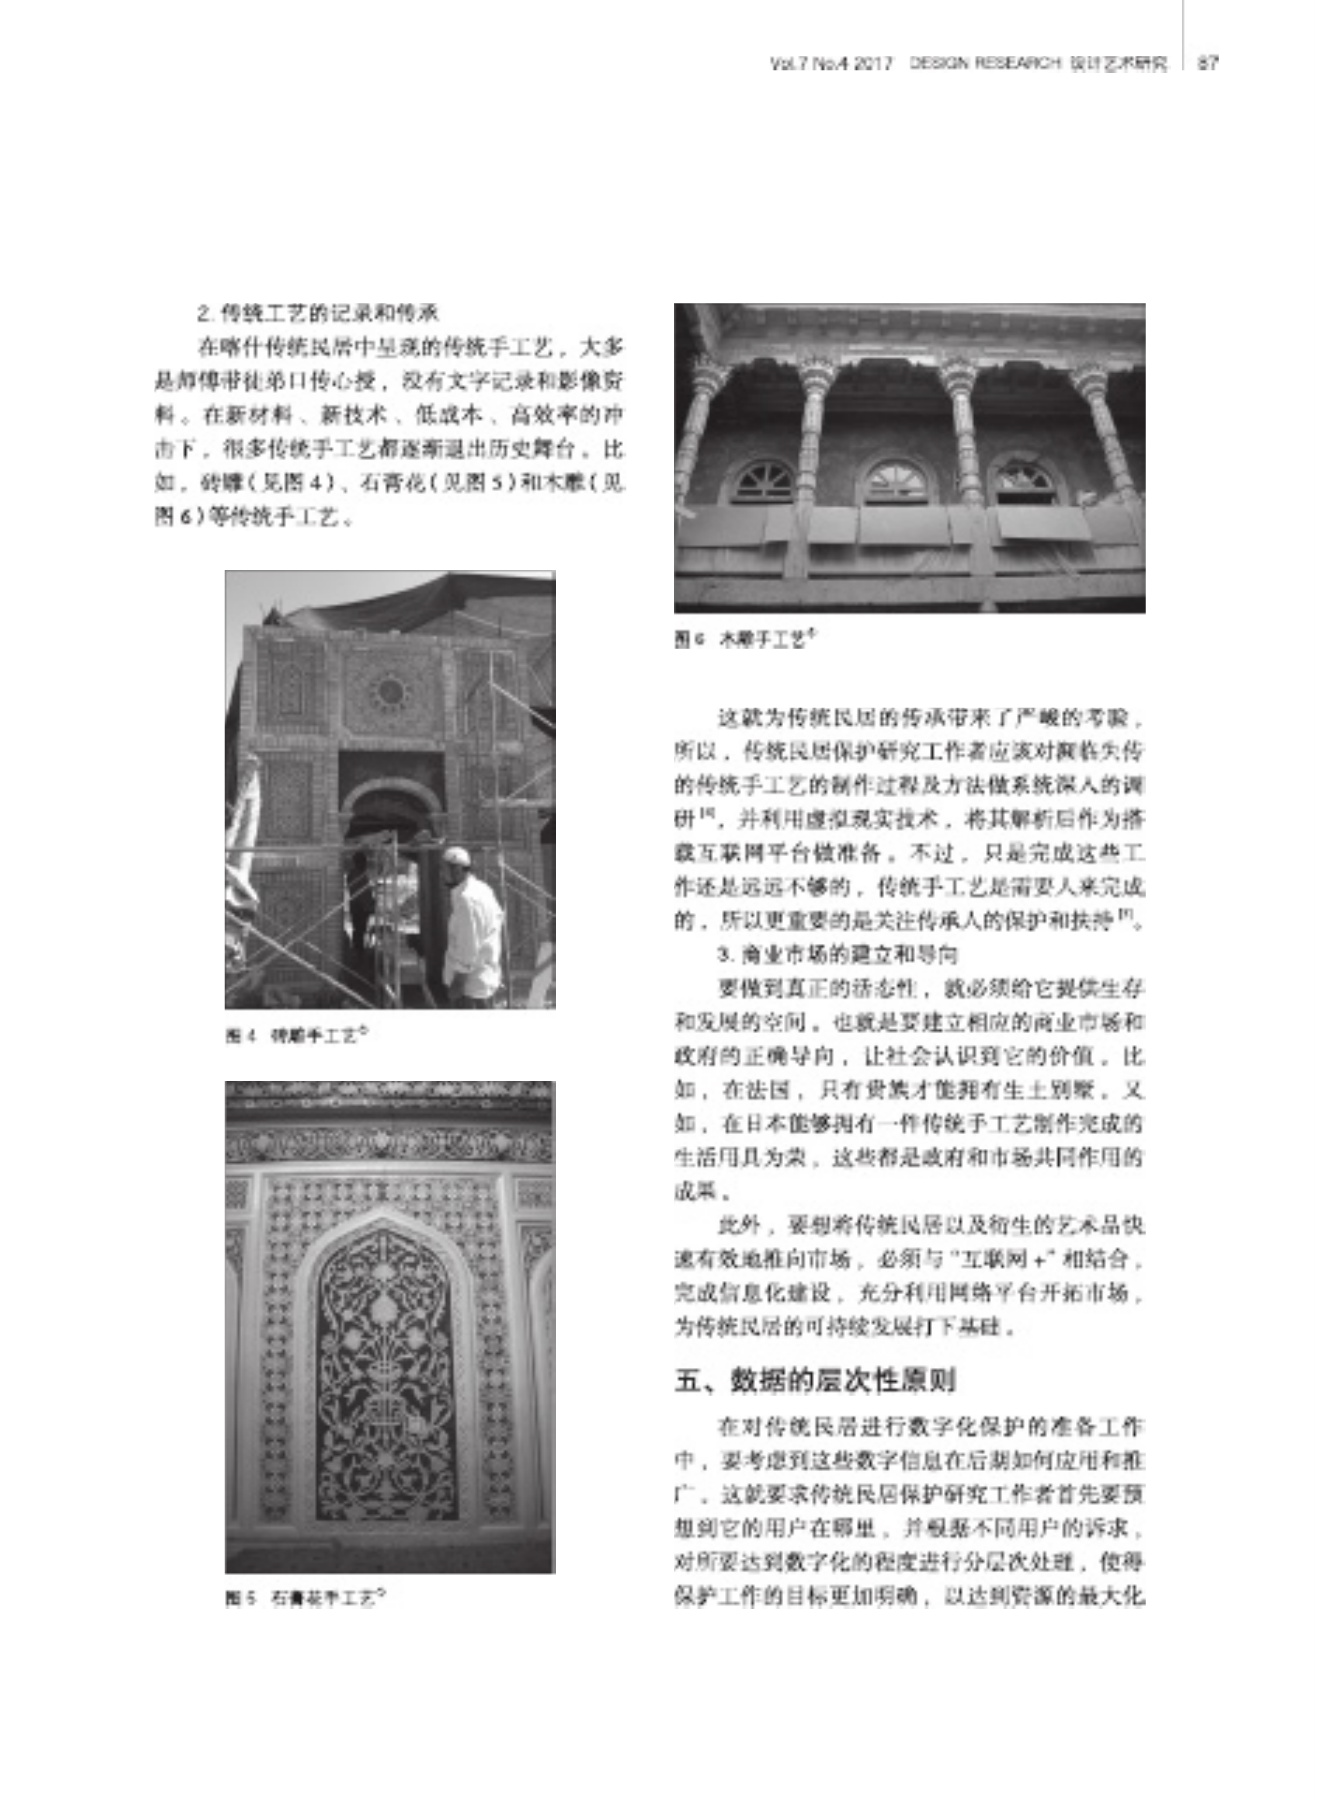 Vol.7 No.4 2017 DESIGN RESEARCH 设计艺术研究 87
2. 传统工艺的记录和传承
在喀什传统民居中呈现的传统手工艺，大多
是师傅带徒弟口传心授，没有文字记录和影像资
料。在新材料、新技术、低成本、高效率的冲
击下，很多传统手工艺都逐渐退出历史舞台。比
如，砖雕（见图4）、石膏花（见图5）和木雕（见
图6）等传统手工艺。
图 4 砖雕手工艺
图 5 石膏花手工艺
图 6 木雕手工艺
这就为传统民居的传承带来了严峻的考验，
所以，传统民居保护研究工作者应该对濒临失传
的传统手工艺的制作过程及方法做系统深入的调
研，并利用虚拟现实技术，将其解析后作为搭
载互联网平台做准备。不过，只是完成这些工
作还是远远不够的，传统手工艺是需要人来完成
的，所以更重要的是关注传承人的保护和扶持。
3. 商业市场的建立和导向
要做到真正的活态性，就必须给它提供生存
和发展的空间。也就是要建立相应的商业市场和
政府的正确导向，让社会认识到它的价值。比
如，在法国，只有贵族才能拥有生土别墅。又
如，在日本能够拥有一件传统手工艺制作完成的
生活用具为荣，这些都是政府和市场共同作用的
成果。
此外，要想将传统民居以及衍生的艺术品快
速有效地推向市场，必须与“互联网+”相结合，
完成信息化建设，充分利用网络平台开拓市场，
为传统民居的可持续发展打下基础。
五、数据的层次性原则
在对传统民居进行数字化保护的准备工作
中，要考虑到这些数字信息在后期如何应用和推
广。这就要求传统民居保护研究工作者首先要预
想到它的用户在哪里，并根据不同用户的诉求，
对所要达到数字化的程度进行分层次处理，使得
保护工作的目标更加明确，以达到资源的最大化